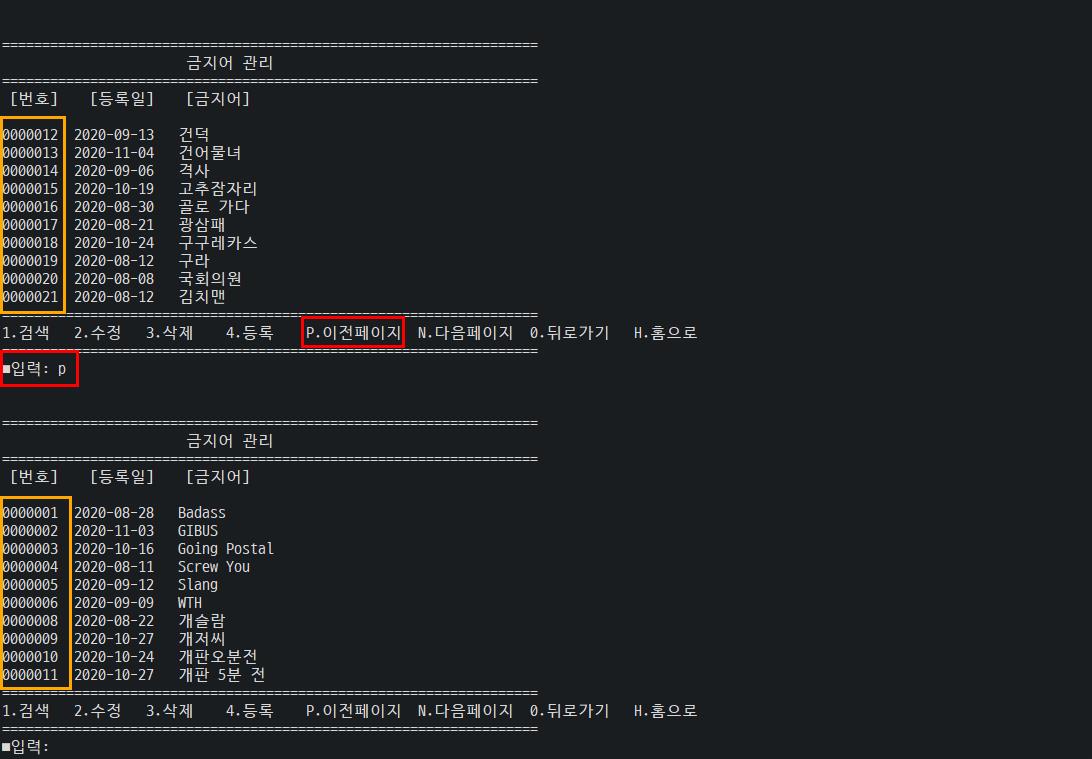 ======================================================================
금지어 관리
======================================================================
[번호] [등록일] [금지어]
0000012 2020-09-13 건덕
0000013 2020-11-04 건어물녀
0000014 2020-09-06 격사
0000015 2020-10-19 고추잠자리
0000016 2020-08-30 골로 가다
0000017 2020-08-21 광삼패
0000018 2020-10-24 구구레카스
0000019 2020-08-12 구라
0000020 2020-08-08 국회의원
0000021 2020-08-12 김치맨
======================================================================
1.검색 2.수정 3.삭제 4.등록 P.이전페이지 N.다음페이지 0.뒤로가기 H.홈으로
======================================================================
■입력: p
======================================================================
금지어 관리
======================================================================
[번호] [등록일] [금지어]
0000001 2020-08-28 Badass
0000002 2020-11-03 GIBUS
0000003 2020-10-16 Going Postal
0000004 2020-08-11 Screw You
0000005 2020-09-12 Slang
0000006 2020-09-09 WTH
0000008 2020-08-22 개슬람
0000009 2020-10-27 개저씨
0000010 2020-10-24 개판오분전
0000011 2020-10-27 개판 5분 전
======================================================================
1.검색 2.수정 3.삭제 4.등록 P.이전페이지 N.다음페이지 0.뒤로가기 H.홈으로
======================================================================
■입력: